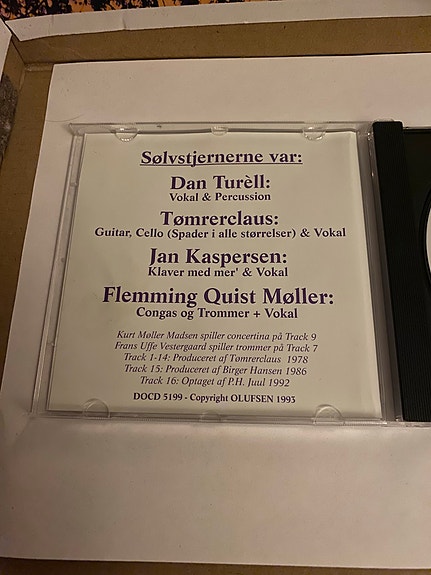 Sølvstjernerne var:
Dan Turèll:
Vokal & Percussion
Tømrerclaus:
Guitar, Cello (Spader i alle størrelser) & Vokal
Jan Kaspersen:
Klaver med mer' & Vokal
Flemming Quist Møller:
Congas og Trommer + Vokal
Kurt Møller Madsen spiller concertina på Track 9
Frans Uffe Vestergaard spiller trommer på Track 7
Track 1-14: Produceret af Tømrerclaus 1978
Track 15: Produceret af Birger Hansen 1986
Track 16: Optaget af P.H. Juul 1992
DOCD 5199 - Copyright OLUFSEN 1993